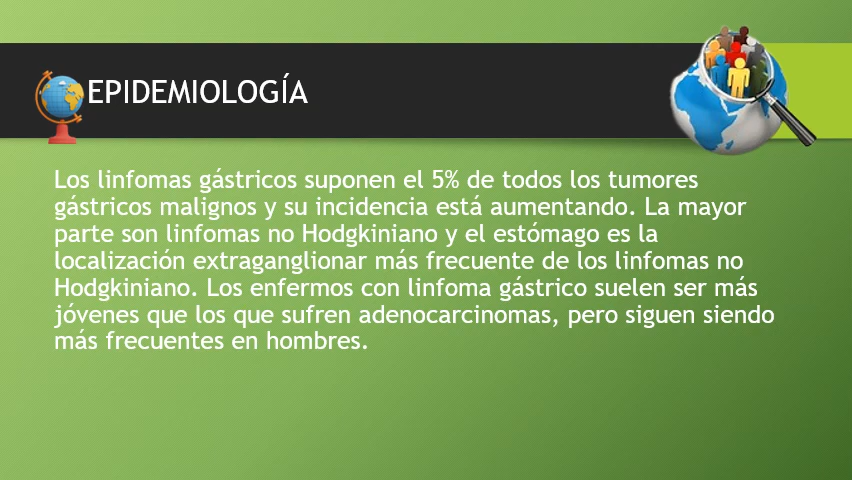 EPIDEMIOLOGÍA
Los linfomas gástricos suponen el 5% de todos los tumores
gástricos malignos y su incidencia está aumentando. La mayor
parte son linfomas no Hodgkiniano y el estómago es la
localización extraganglionar más frecuente de los linfomas no
Hodgkiniano. Los enfermos con linfoma gástrico suelen ser más
jóvenes que los que sufren adenocarcinomas, pero siguen siendo
más frecuentes en hombres.